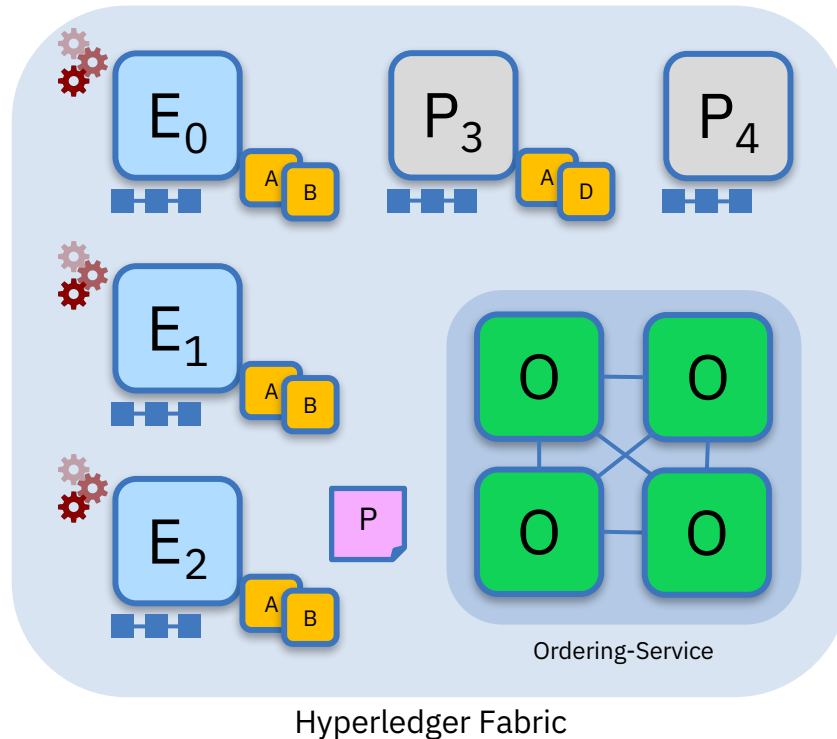 E₀
A
B
P₃
A
D
P₄
E₁
A
B
E₂
A
B
P
O
O
O
O
Ordering-Service
Hyperledger Fabric